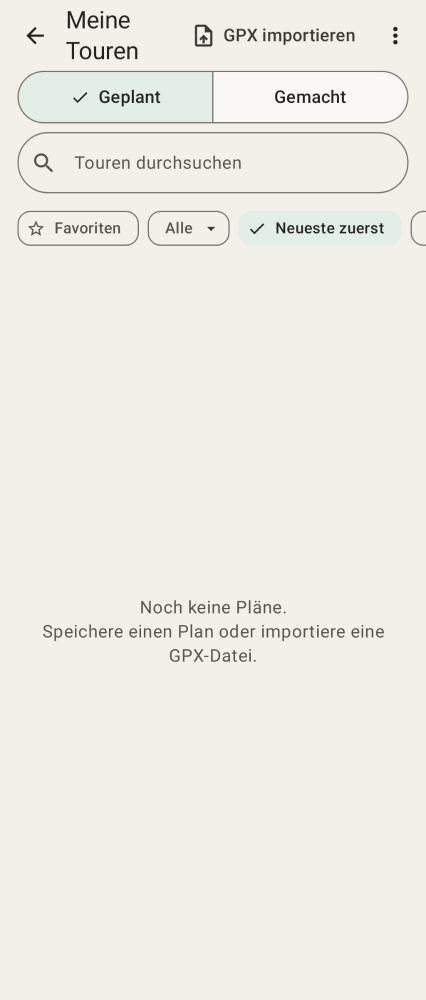 Meine
Touren
GPX importieren
Geplant
Gemacht
Touren durchsuchen
Favoriten
Alle
Neueste zuerst
Noch keine Pläne.
Speichere einen Plan oder importiere eine
GPX-Datei.